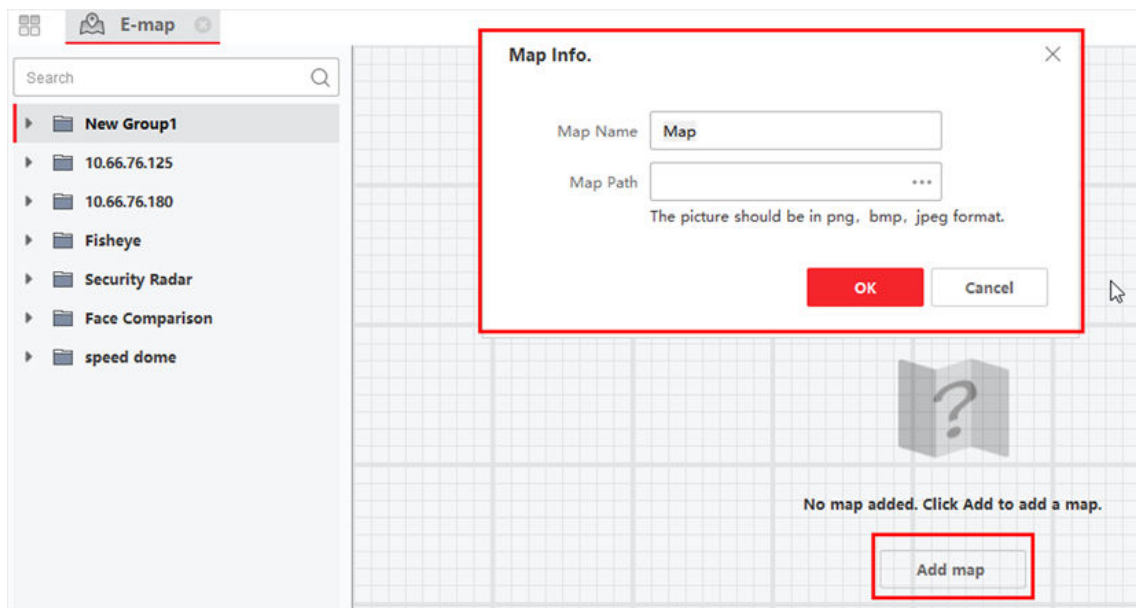 E-map
Search
New Group1
10.66.76.125
10.66.76.180
Fisheye
Security Radar
Face Comparison
speed dome
Map Info.
Map Name Map
Map Path ...
The picture should be in png, bmp, jpeg format.
OK Cancel
?
No map added. Click Add to add a map.
Add map